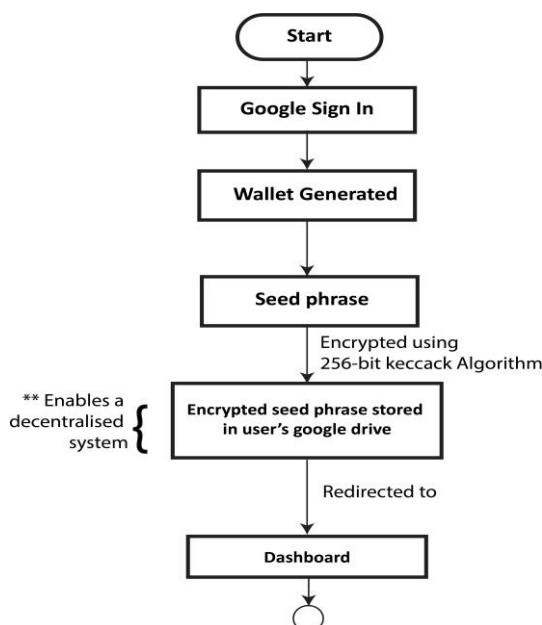 Start
Google Sign In
Wallet Generated
Seed phrase
Encrypted using
256-bit keccack Algorithm
** Enables a
decentralised
system
Encrypted seed phrase stored
in user’s google drive
Redirected to
Dashboard